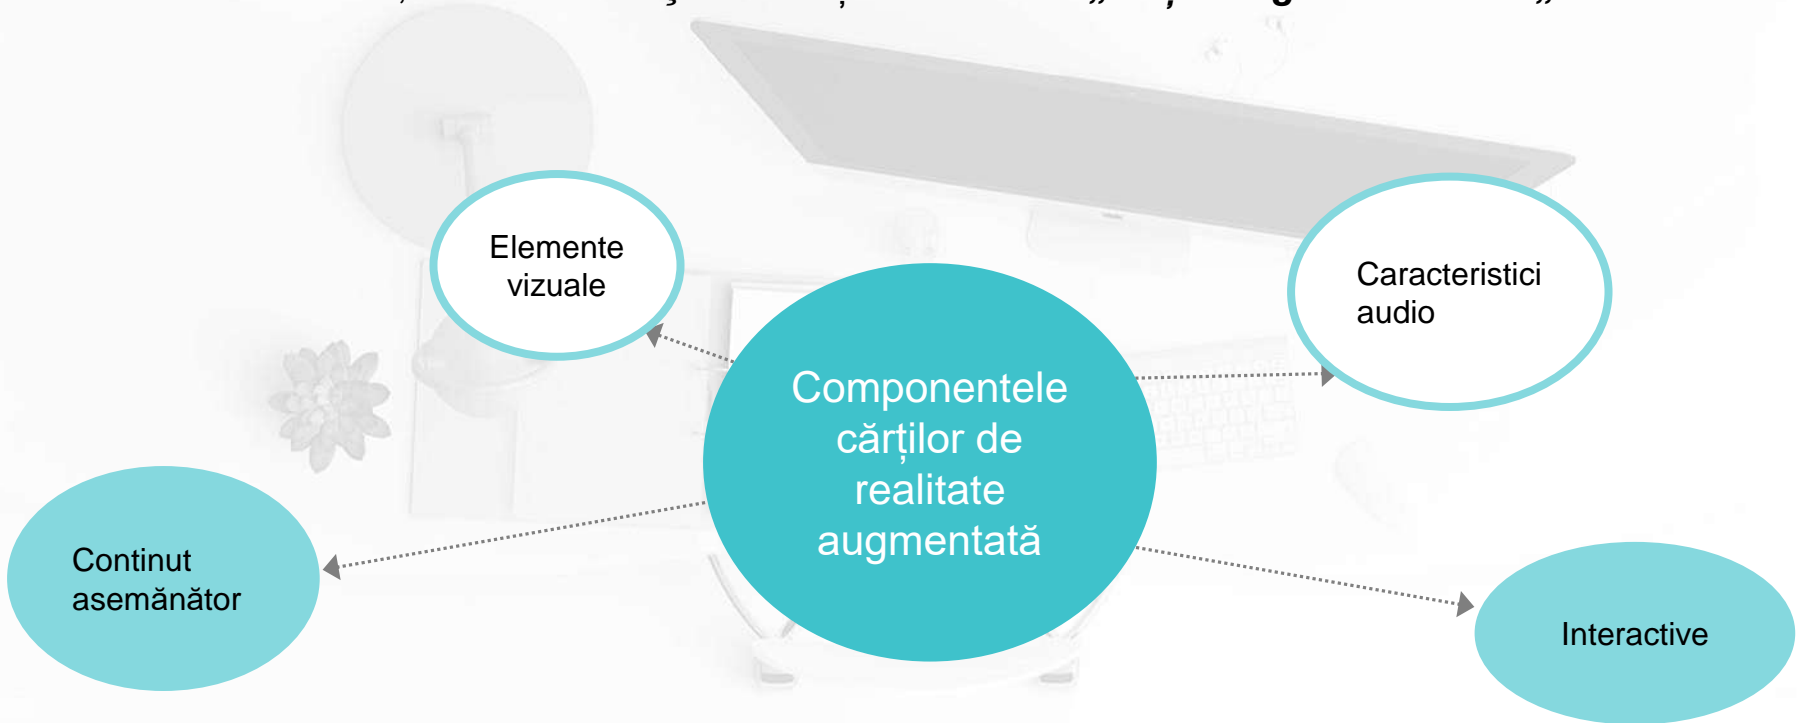 Elemente
vizuale
Caracteristici
audio
Componentele
cărților de
realitate
augmentată
Continut
asemănător
Interactive